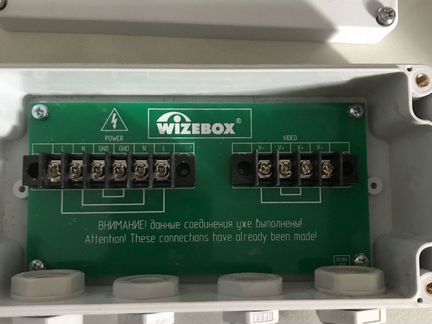 WIZEBOX®
POWER
VIDEO
L N GND GND N L
V- V+ V+ V-
ВНИМАНИЕ! данные соединения уже выполнены!
Attention! These connections have already been made!